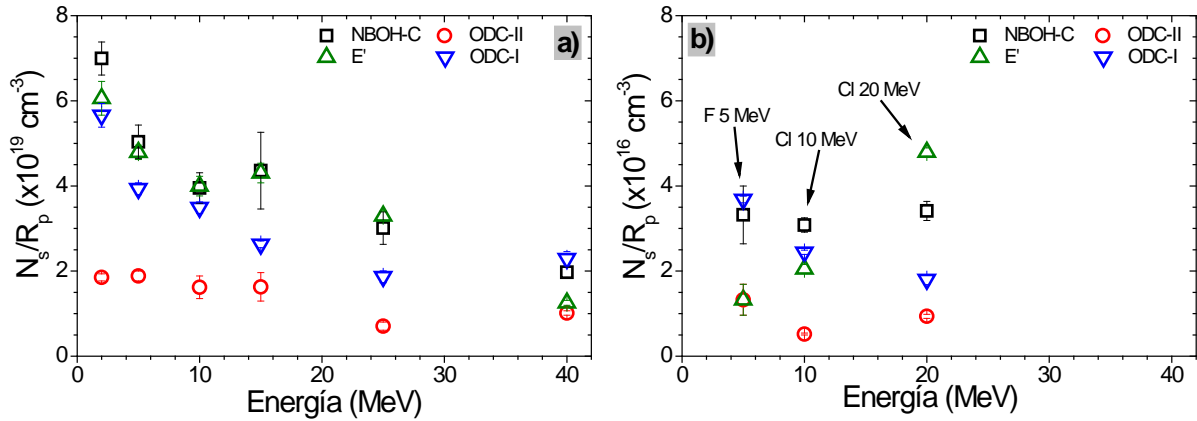 NBOH-C ODC-II
E' ODC-I
a)
8
6
4
2
0
N_s/R_p (x10^19 cm^-3)
0 10 20 30 40
Energía (MeV)
NBOH-C ODC-II
E' ODC-I
b)
F 5 MeV
Cl 10 MeV
Cl 20 MeV
8
6
4
2
0
N_s/R_p (x10^16 cm^-3)
0 10 20 30 40
Energía (MeV)